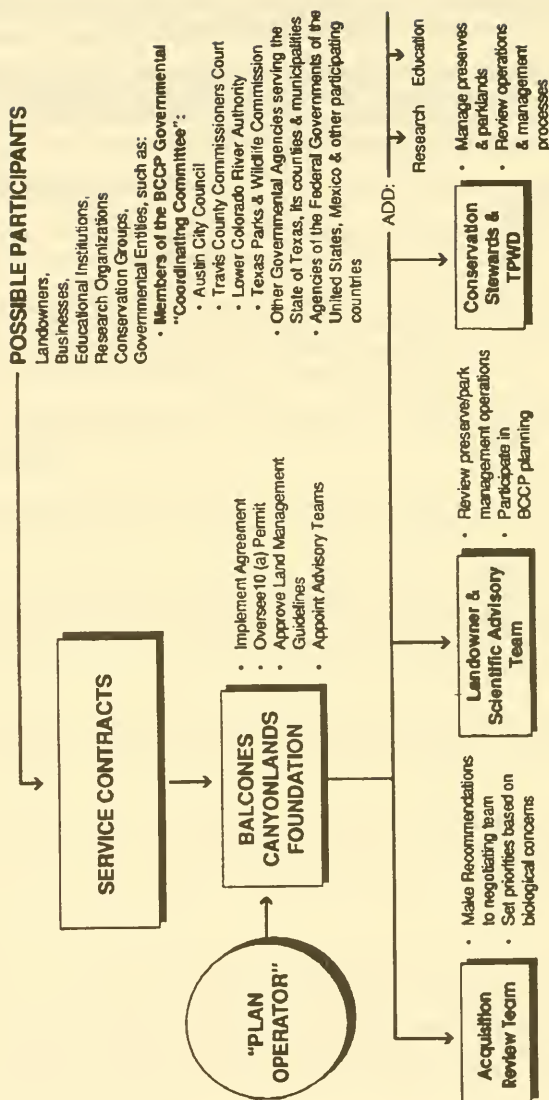 POSSIBLE PARTICIPANTS
Landowners,
Businesses,
Educational Institutions,
Research Organizations
Conservation Groups,
Governmental Entities, such as:
• Members of the BCCP Governmental
"Coordinating Committee":
• Austin City Council
• Travis County Commissioners Court
• Lower Colorado River Authority
• Texas Parks & Wildlife Commission
• Other Governmental Agencies serving the
State of Texas, its counties & municipalities
• Agencies of the Federal Governments of the
United States, Mexico & other participating
countries
SERVICE CONTRACTS
"PLAN
OPERATOR"
BALCONES
CANYONLANDS
FOUNDATION
• Implement Agreement
• Oversee 10 (a) Permit
• Approve Land Management
Guidelines
• Appoint Advisory Teams
ADD:
Research
Education
Acquisition
Review Team
• Make Recommendations
to negotiating team
• Set priorities based on
biological concerns
Landowner &
Scientific Advisory
Team
• Review preserve/park
management operations
• Participate in
BCCP planning
Conservation
Stewards &
TPWD
• Manage preserves
& parklands
• Review operations
& management
processes